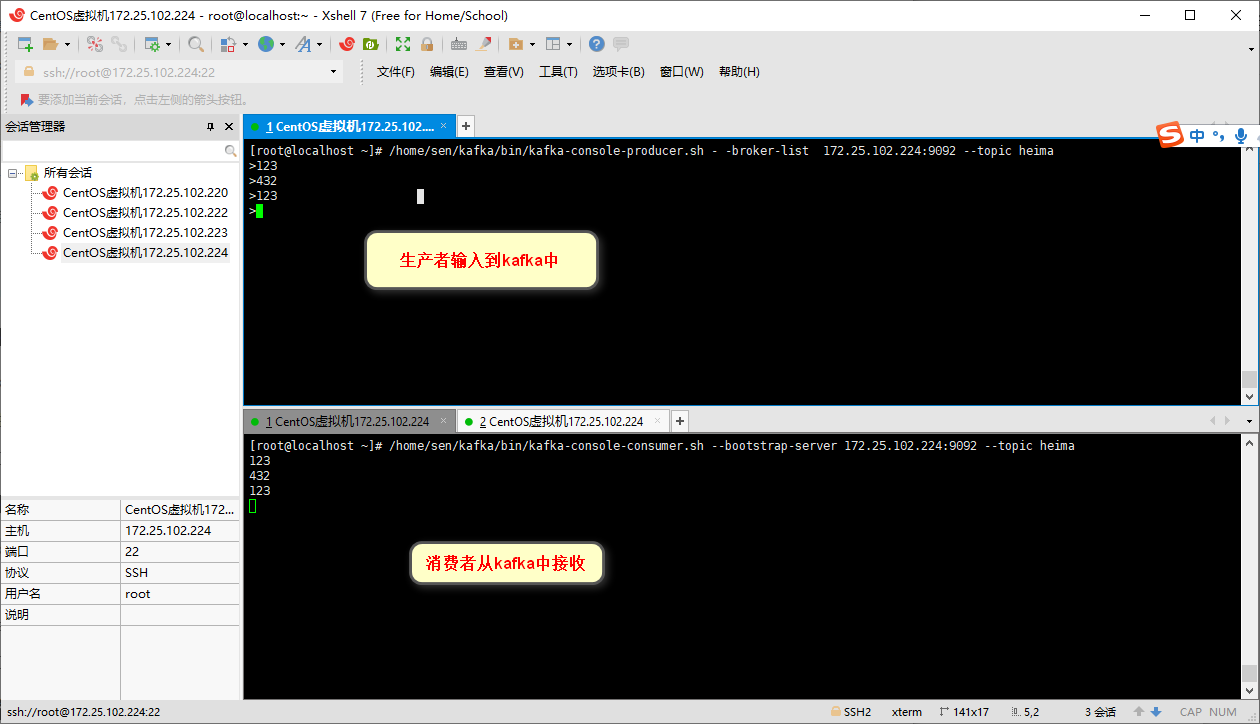 CentOS虚拟机172.25.102.224 - root@localhost:~ - Xshell 7 (Free for Home/School)
ssh://root@172.25.102.224:22
文件(F) 编辑(E) 查看(V) 工具(T) 选项卡(B) 窗口(W) 帮助(H)
要添加当前会话，点击左侧的箭头按钮。
会话管理器
所有会话
CentOS虚拟机172.25.102.220
CentOS虚拟机172.25.102.222
CentOS虚拟机172.25.102.223
CentOS虚拟机172.25.102.224
名称 CentOS虚拟机172...
主机 172.25.102.224
端口 22
协议 SSH
用户名 root
说明
1 CentOS虚拟机172.25.102....
中
[root@localhost ~]# /home/sen/kafka/bin/kafka-console-producer.sh - -broker-list  172.25.102.224:9092 --topic heima
>123
>432
>123
>
生产者输入到kafka中
1 CentOS虚拟机172.25.102.224 2 CentOS虚拟机172.25.102.224
[root@localhost ~]# /home/sen/kafka/bin/kafka-console-consumer.sh --bootstrap-server 172.25.102.224:9092 --topic heima
123
432
123
消费者从kafka中接收
ssh://root@172.25.102.224:22 SSH2 xterm 141x17 5,2 3 会话 CAP NUM